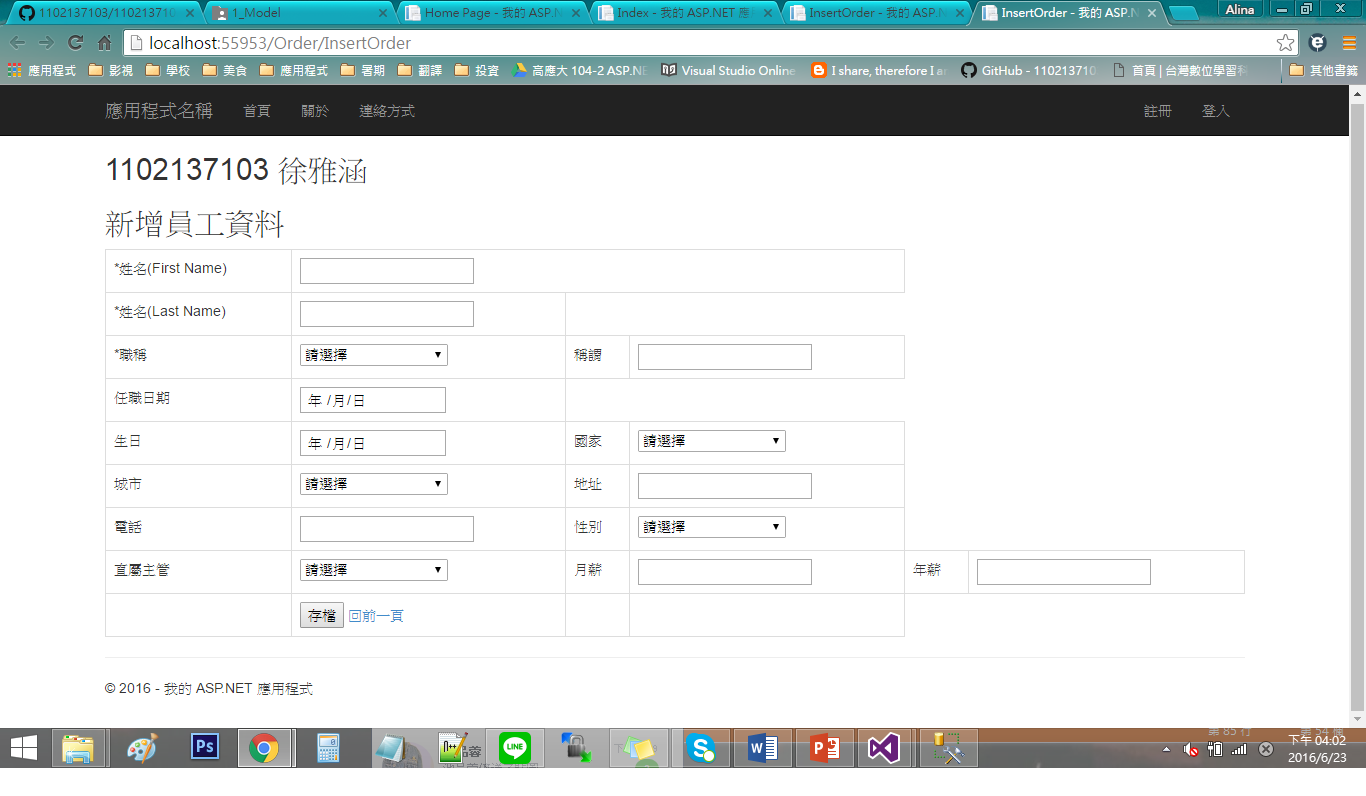 1102137103/11021371C
1_Model
Home Page - 我的 ASP.N
Index - 我的 ASP.NET 應
InsertOrder - 我的 ASP.N
InsertOrder - 我的 ASP.N
Alina
localhost:55953/Order/InsertOrder
應用程式 影視 學校 美食 應用程式 暑期 翻譯 投資 高應大 104-2 ASP.NE Visual Studio Online I share, therefore I a GitHub - 110213710 首頁 | 台灣數位學習科 其他書籤
應用程式名稱 首頁 關於 連絡方式 註冊 登入
1102137103 徐雅涵
新增員工資料
*姓名(First Name)
*姓名(Last Name)
*職稱 請選擇 稱謂
任職日期 年 /月/日
生日 年 /月/日 國家 請選擇
城市 請選擇 地址
電話 性別 請選擇
直屬主管 請選擇 月薪 年薪
存檔 回前一頁
© 2016 - 我的 ASP.NET 應用程式
第 85 行
Ps
LINE
下午 04:02
2016/6/23